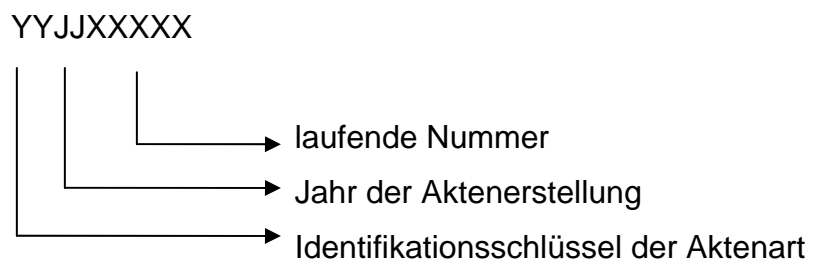 YYJJXXXXX
laufende Nummer
Jahr der Aktenerstellung
Identifikationsschlüssel der Aktenart